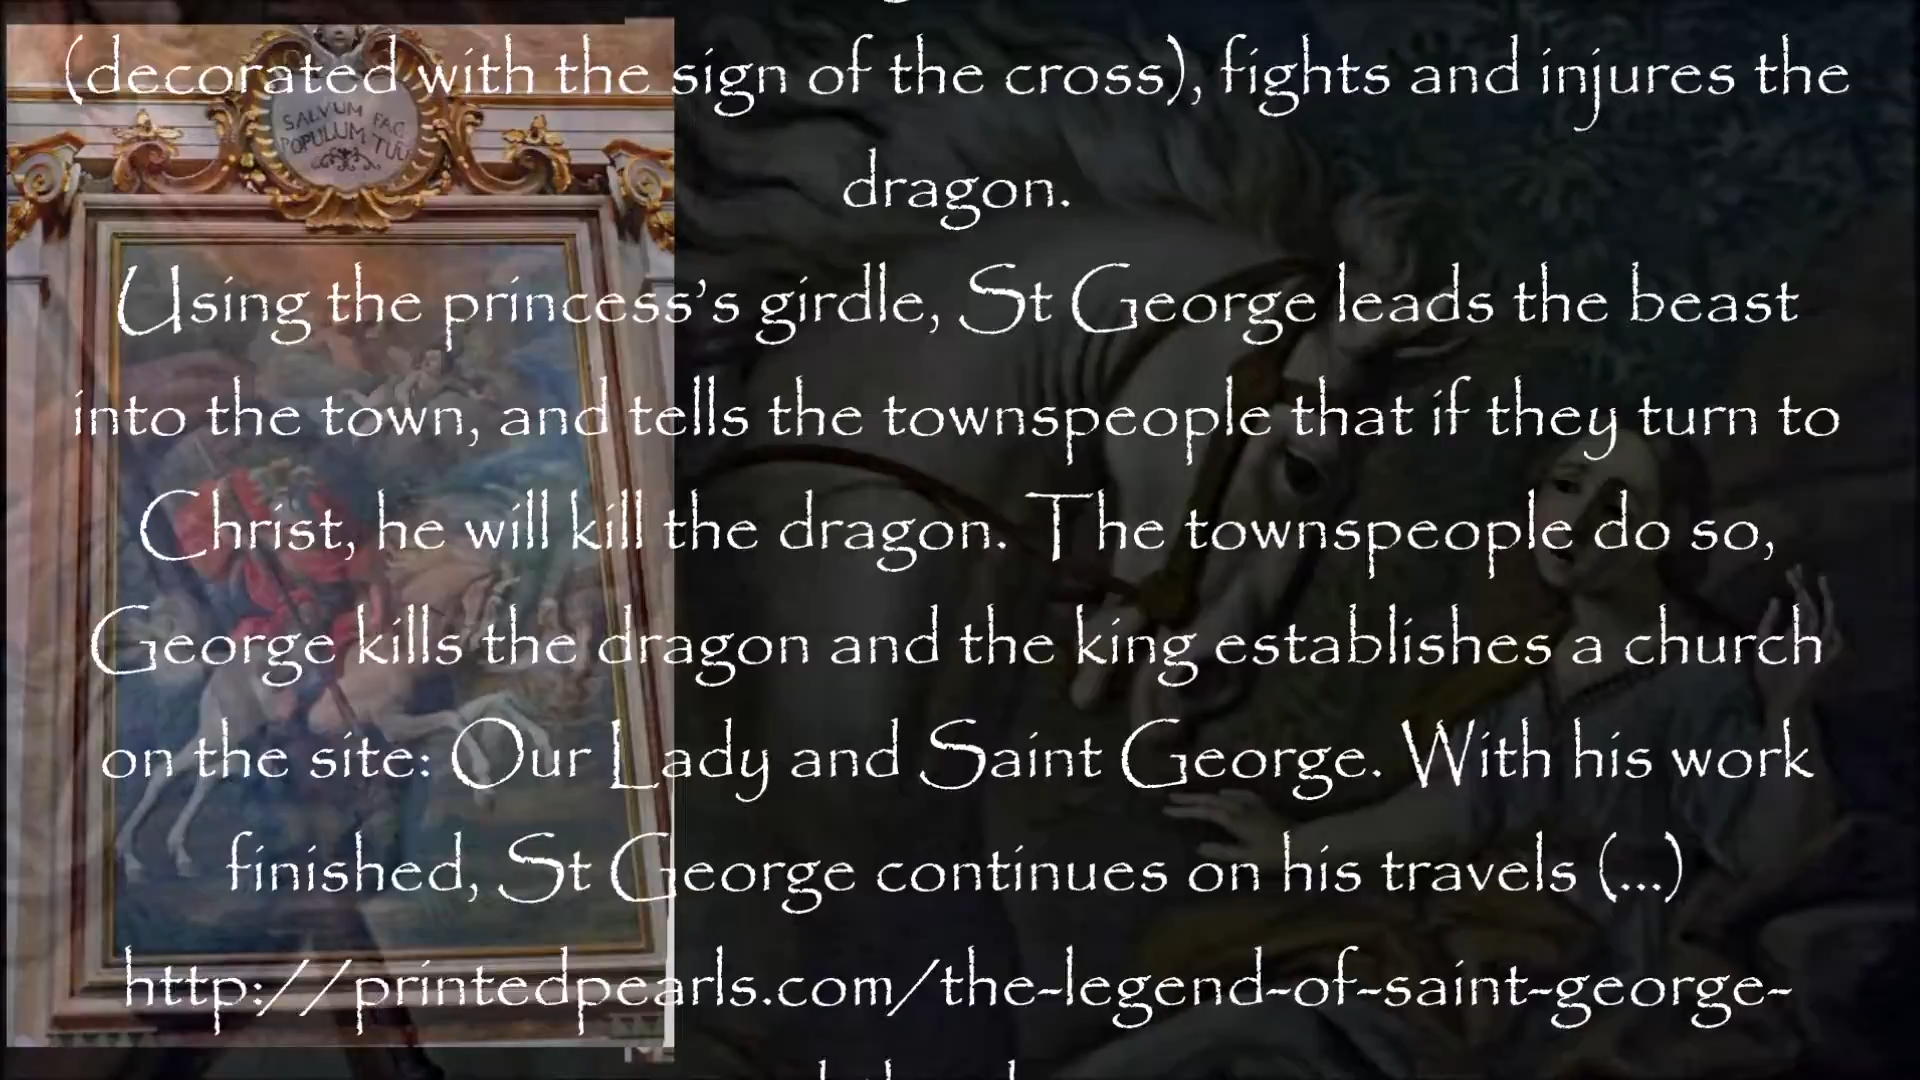 (decorated with the sign of the cross), fights and injures the
dragon.
Using the princess's girdle, St George leads the beast
into the town, and tells the townspeople that if they turn to
Christ, he will kill the dragon. The townspeople do so,
George kills the dragon and the king establishes a church
on the site: Our Lady and Saint George. With his work
finished, St George continues on his travels (...)
http://printedpearls.com/the-legend-of-saint-george-
SALVUM FAC
POPULUM TUU